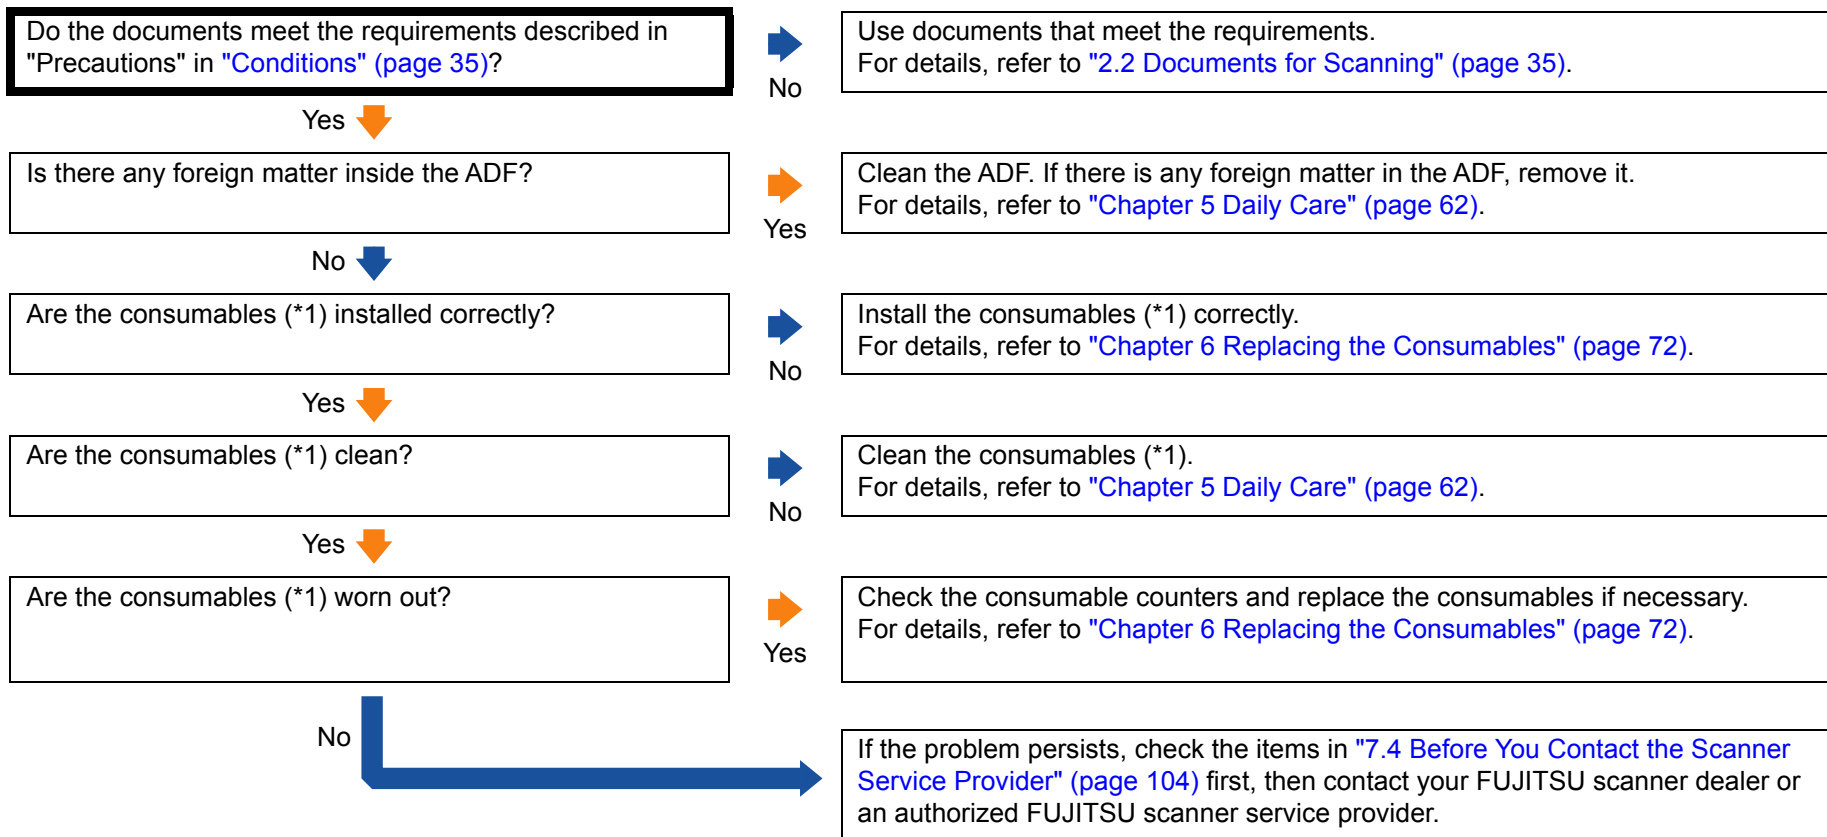 Do the documents meet the requirements described in
"Precautions" in "Conditions" (page 35)?
No
Use documents that meet the requirements.
For details, refer to "2.2 Documents for Scanning" (page 35).
Yes
Is there any foreign matter inside the ADF?
Yes
Clean the ADF. If there is any foreign matter in the ADF, remove it.
For details, refer to "Chapter 5 Daily Care" (page 62).
No
Are the consumables (*1) installed correctly?
No
Install the consumables (*1) correctly.
For details, refer to "Chapter 6 Replacing the Consumables" (page 72).
Yes
Are the consumables (*1) clean?
No
Clean the consumables (*1).
For details, refer to "Chapter 5 Daily Care" (page 62).
Yes
Are the consumables (*1) worn out?
Yes
Check the consumable counters and replace the consumables if necessary.
For details, refer to "Chapter 6 Replacing the Consumables" (page 72).
No
If the problem persists, check the items in "7.4 Before You Contact the Scanner
Service Provider" (page 104) first, then contact your FUJITSU scanner dealer or
an authorized FUJITSU scanner service provider.